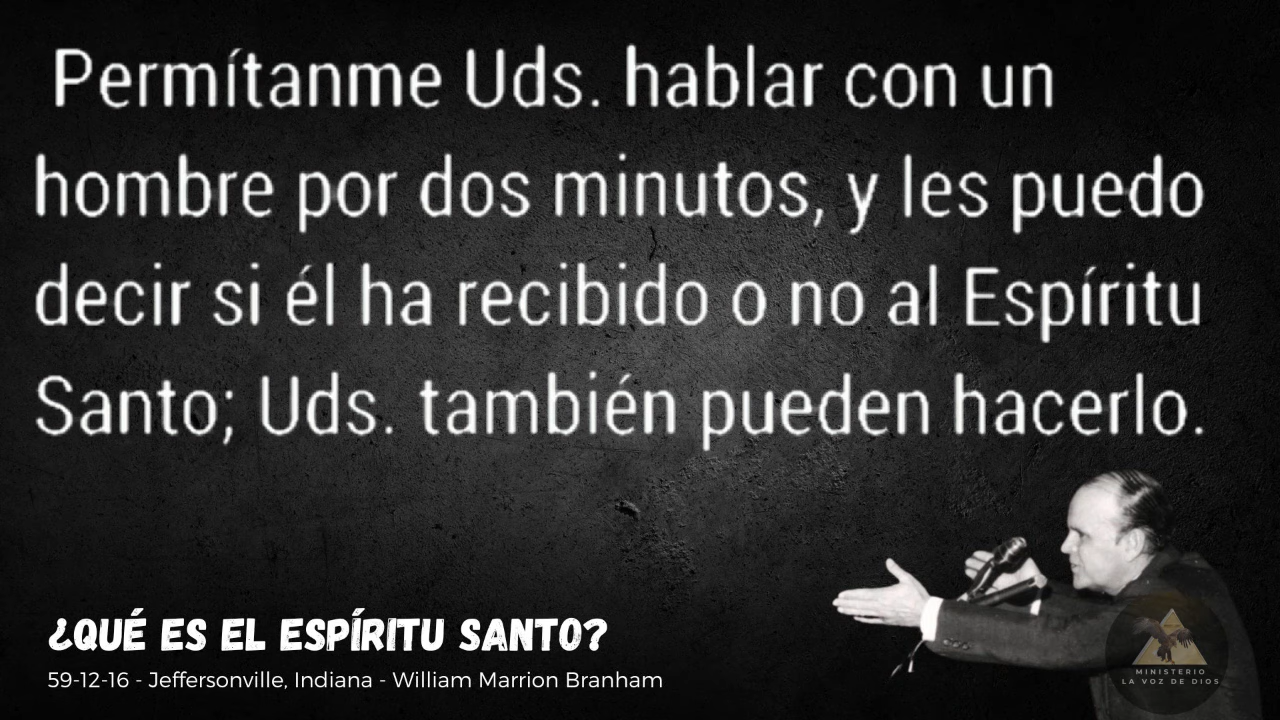 Permítanme Uds. hablar con un
hombre por dos minutos, y les puedo
decir si él ha recibido o no al Espíritu
Santo; Uds. también pueden hacerlo.
¿QUÉ ES EL ESPÍRITU SANTO?
59-12-16 - Jeffersonville, Indiana - William Marrion Branham
MINISTERIO
LA VOZ DE DIOS